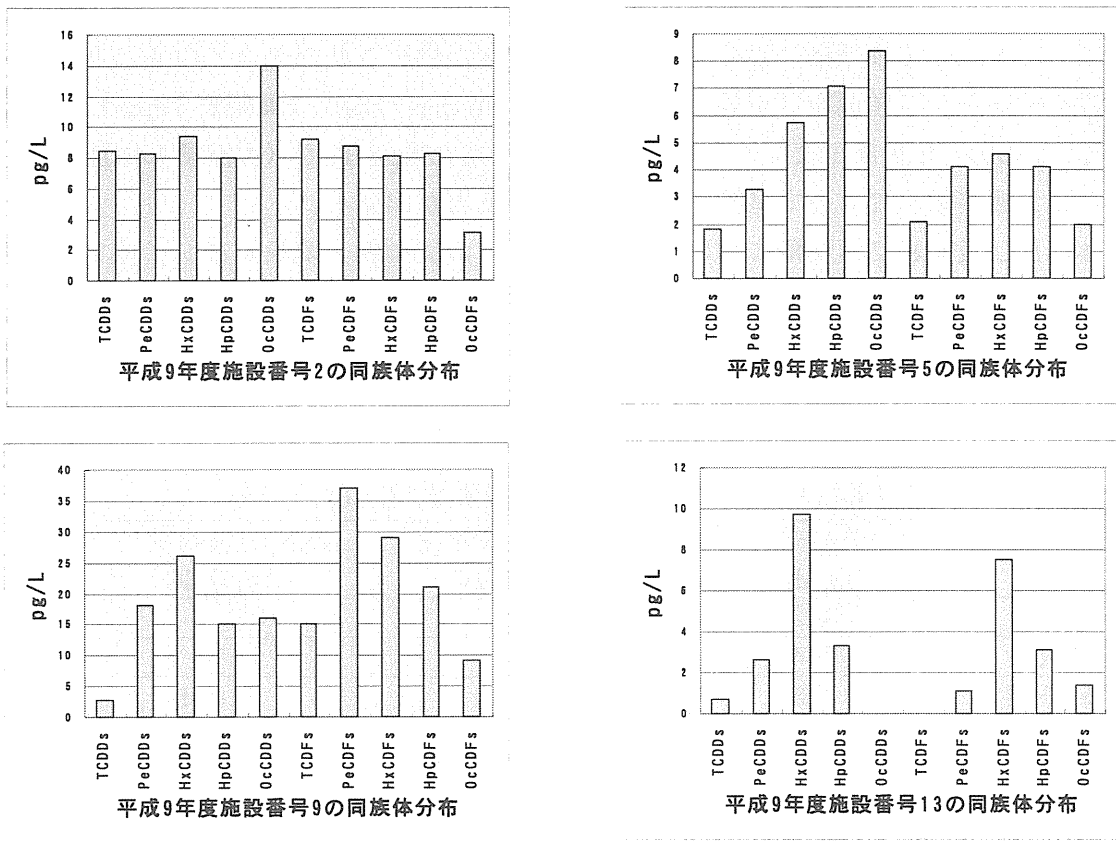 16
14
12
10
8
6
4
2
0
pg/L
TCDDs
PeCDDs
HxCDDs
HpCDDs
OcCDDs
TCDFs
PeCDFs
HxCDFs
HpCDFs
OcCDFs
平成9年度施設番号2の同族体分布
9
8
7
6
5
4
3
2
1
0
pg/L
TCDDs
PeCDDs
HxCDDs
HpCDDs
OcCDDs
TCDFs
PeCDFs
HxCDFs
HpCDFs
OcCDFs
平成9年度施設番号5の同族体分布
40
35
30
25
20
15
10
5
0
pg/L
TCDDs
PeCDDs
HxCDDs
HpCDDs
OcCDDs
TCDFs
PeCDFs
HxCDFs
HpCDFs
OcCDFs
平成9年度施設番号9の同族体分布
12
10
8
6
4
2
0
pg/L
TCDDs
PeCDDs
HxCDDs
HpCDDs
OcCDDs
TCDFs
PeCDFs
HxCDFs
HpCDFs
OcCDFs
平成9年度施設番号13の同族体分布